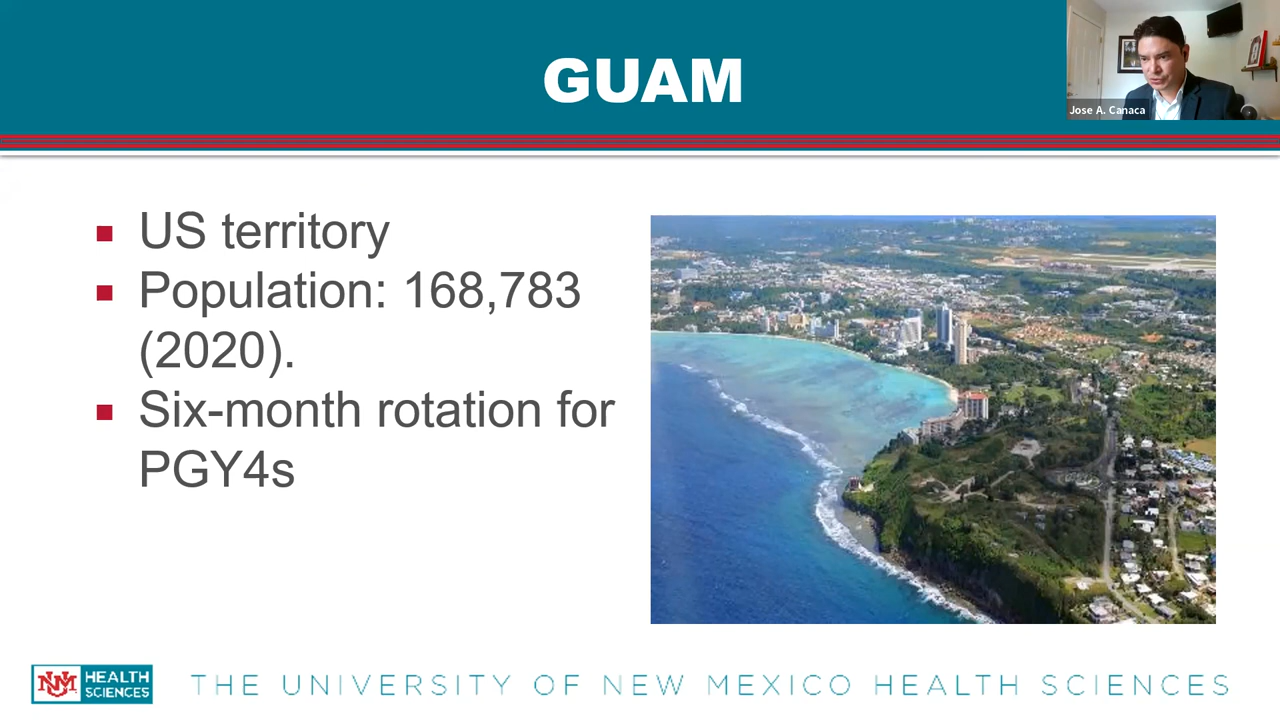 GUAM
Jose A. Canaca
US territory
Population: 168,783
(2020).
Six-month rotation for
PGY4s
UNM HEALTH
SCIENCES
THE UNIVERSITY OF NEW MEXICO HEALTH SCIENCES